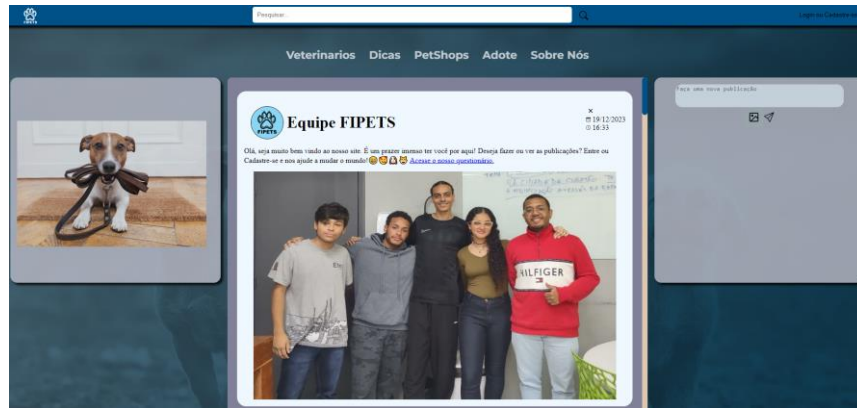 FIPETS
Pesquisar...
Login ou Cadastre-se
Veterinarios Dicas PetShops Adote Sobre Nós
FIPETS
Equipe FIPETS
×
19/12/2023
16:33
Olá, seja muito bem vindo ao nosso site. É um prazer imenso ter você por aqui! Deseja fazer ou ver as publicações? Entre ou
Cadastre-se e nos ajude a mudar o mundo! Acesse o nosso questionário.
HILFIGER
Faça uma nova publicação